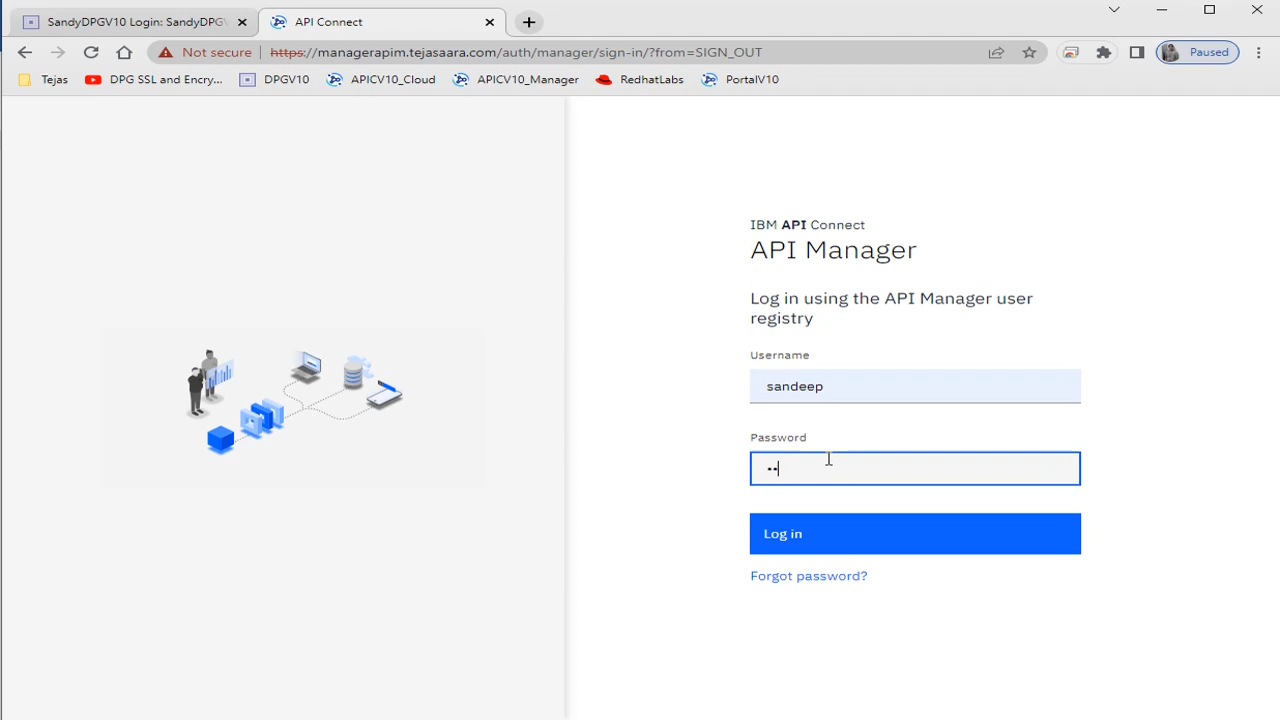 SandyDPGV10 Login: SandyDPGV
API Connect
Not secure
https://managerapim.tejasaara.com/auth/manager/sign-in/?from=SIGN_OUT
Paused
Tejas
DPG SSL and Encry...
DPGV10
APICV10_Cloud
APICV10_Manager
RedhatLabs
PortalV10
IBM API Connect
API Manager
Log in using the API Manager user
registry
Username
sandeep
Password
Log in
Forgot password?